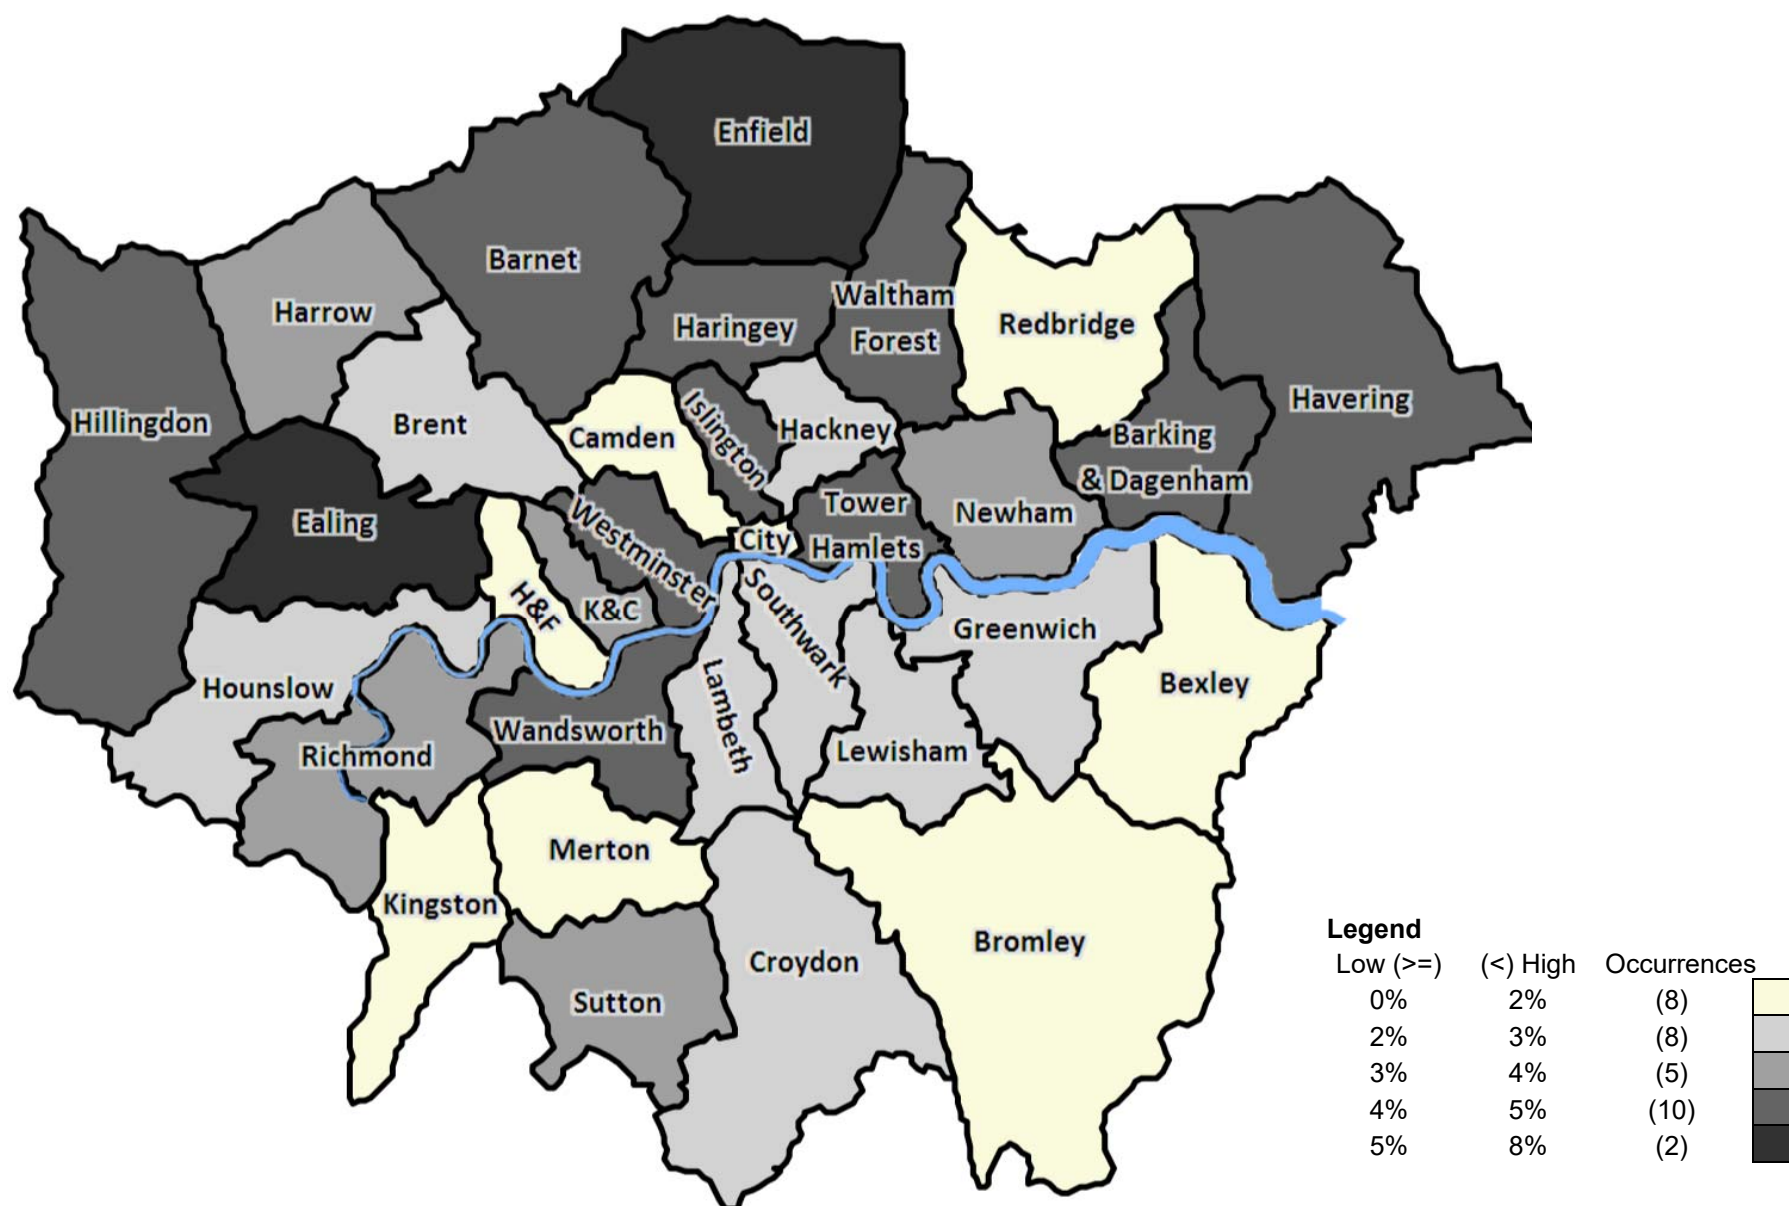 Enfield
Barnet
Harrow
Haringey
Waltham
Forest
Redbridge
Havering
Hillingdon
Brent
Camden
Islington
Hackney
Barking
& Dagenham
Ealing
Westminster
City
Tower
Hamlets
Newham
H&F
K&C
Southwark
Greenwich
Hounslow
Lambeth
Bexley
Richmond
Wandsworth
Lewisham
Merton
Kingston
Bromley
Croydon
Sutton
Legend
Low (>=) (<) High Occurrences
0% 2% (8)
2% 3% (8)
3% 4% (5)
4% 5% (10)
5% 8% (2)